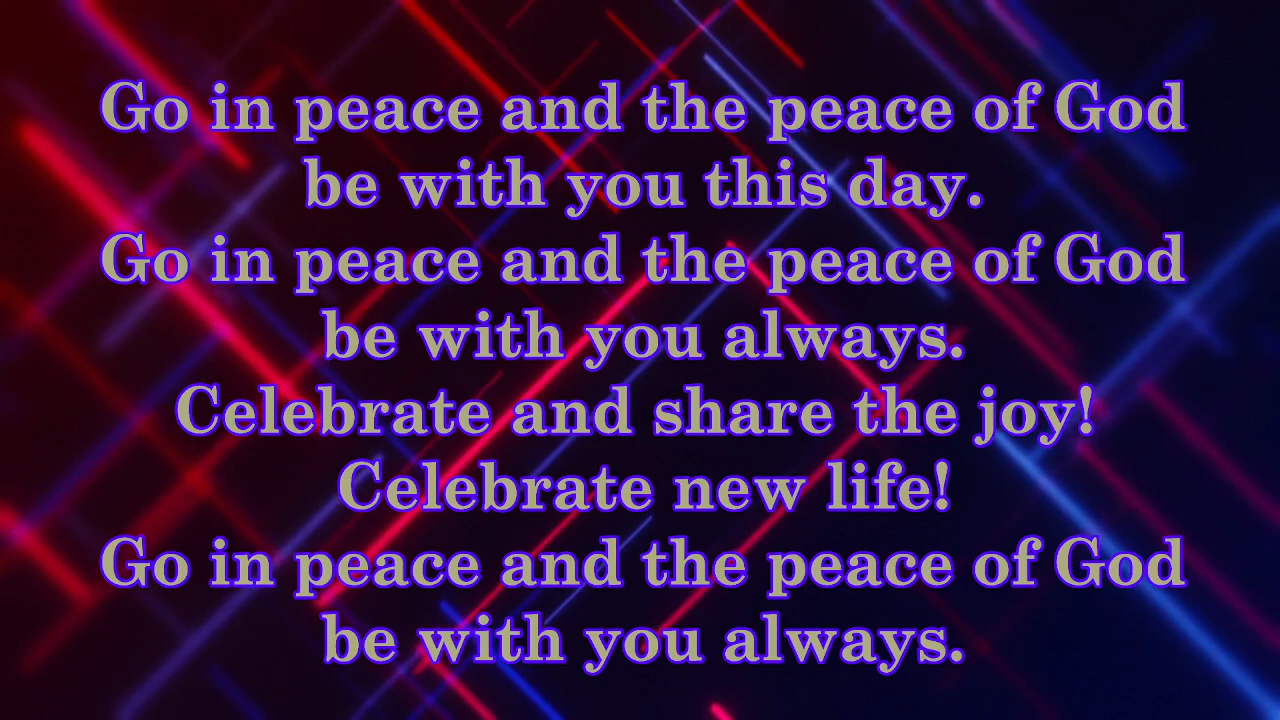 Go in peace and the peace of God
be with you this day.
Go in peace and the peace of God
be with you always.
Celebrate and share the joy!
Celebrate new life!
Go in peace and the peace of God
be with you always.